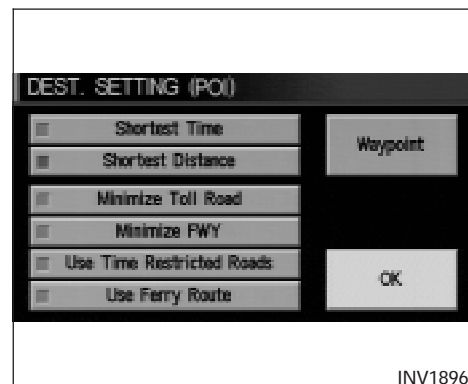 DEST. SETTING (POI)
Shortest Time
Shortest Distance
Waypoint
Minimize Toll Road
Minimize FWY
Use Time Restricted Roads
Use Ferry Route
OK
INV1896